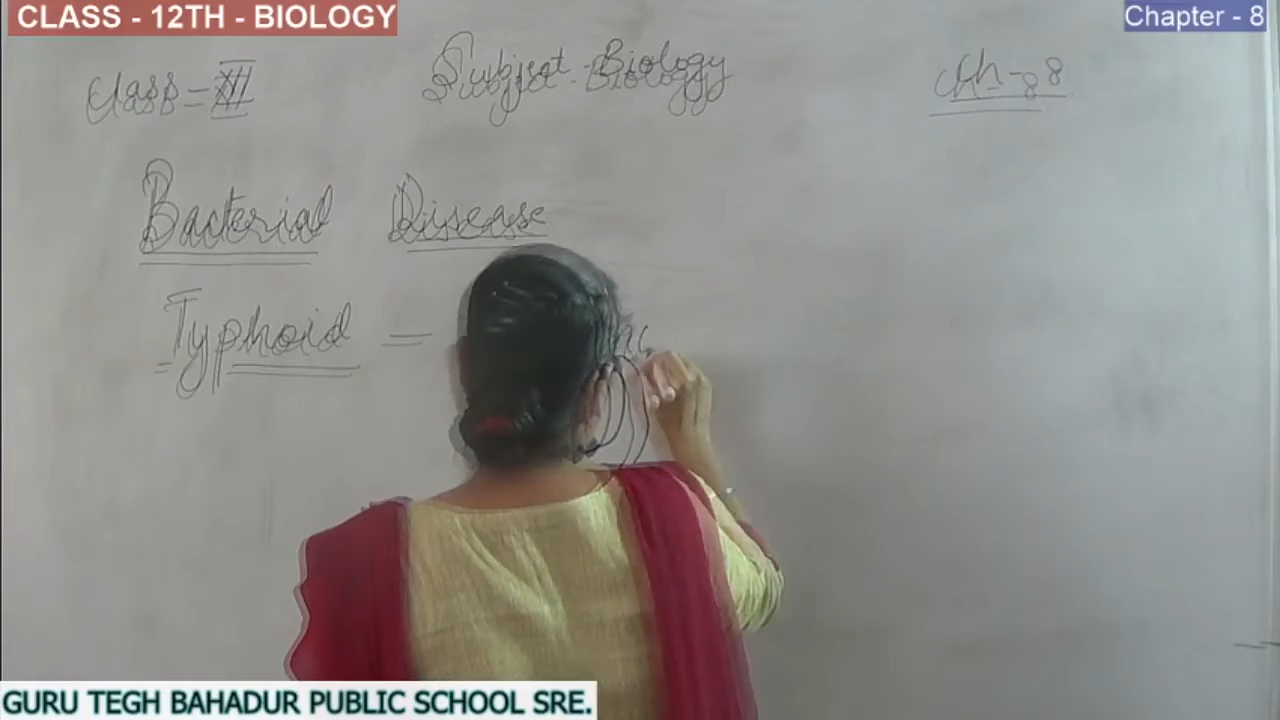 CLASS - 12TH - BIOLOGY
Chapter - 8
Class = XII Subject - Biology Ch - 8
Bacterial Disease
Typhoid =
GURU TEGH BAHADUR PUBLIC SCHOOL SRE.